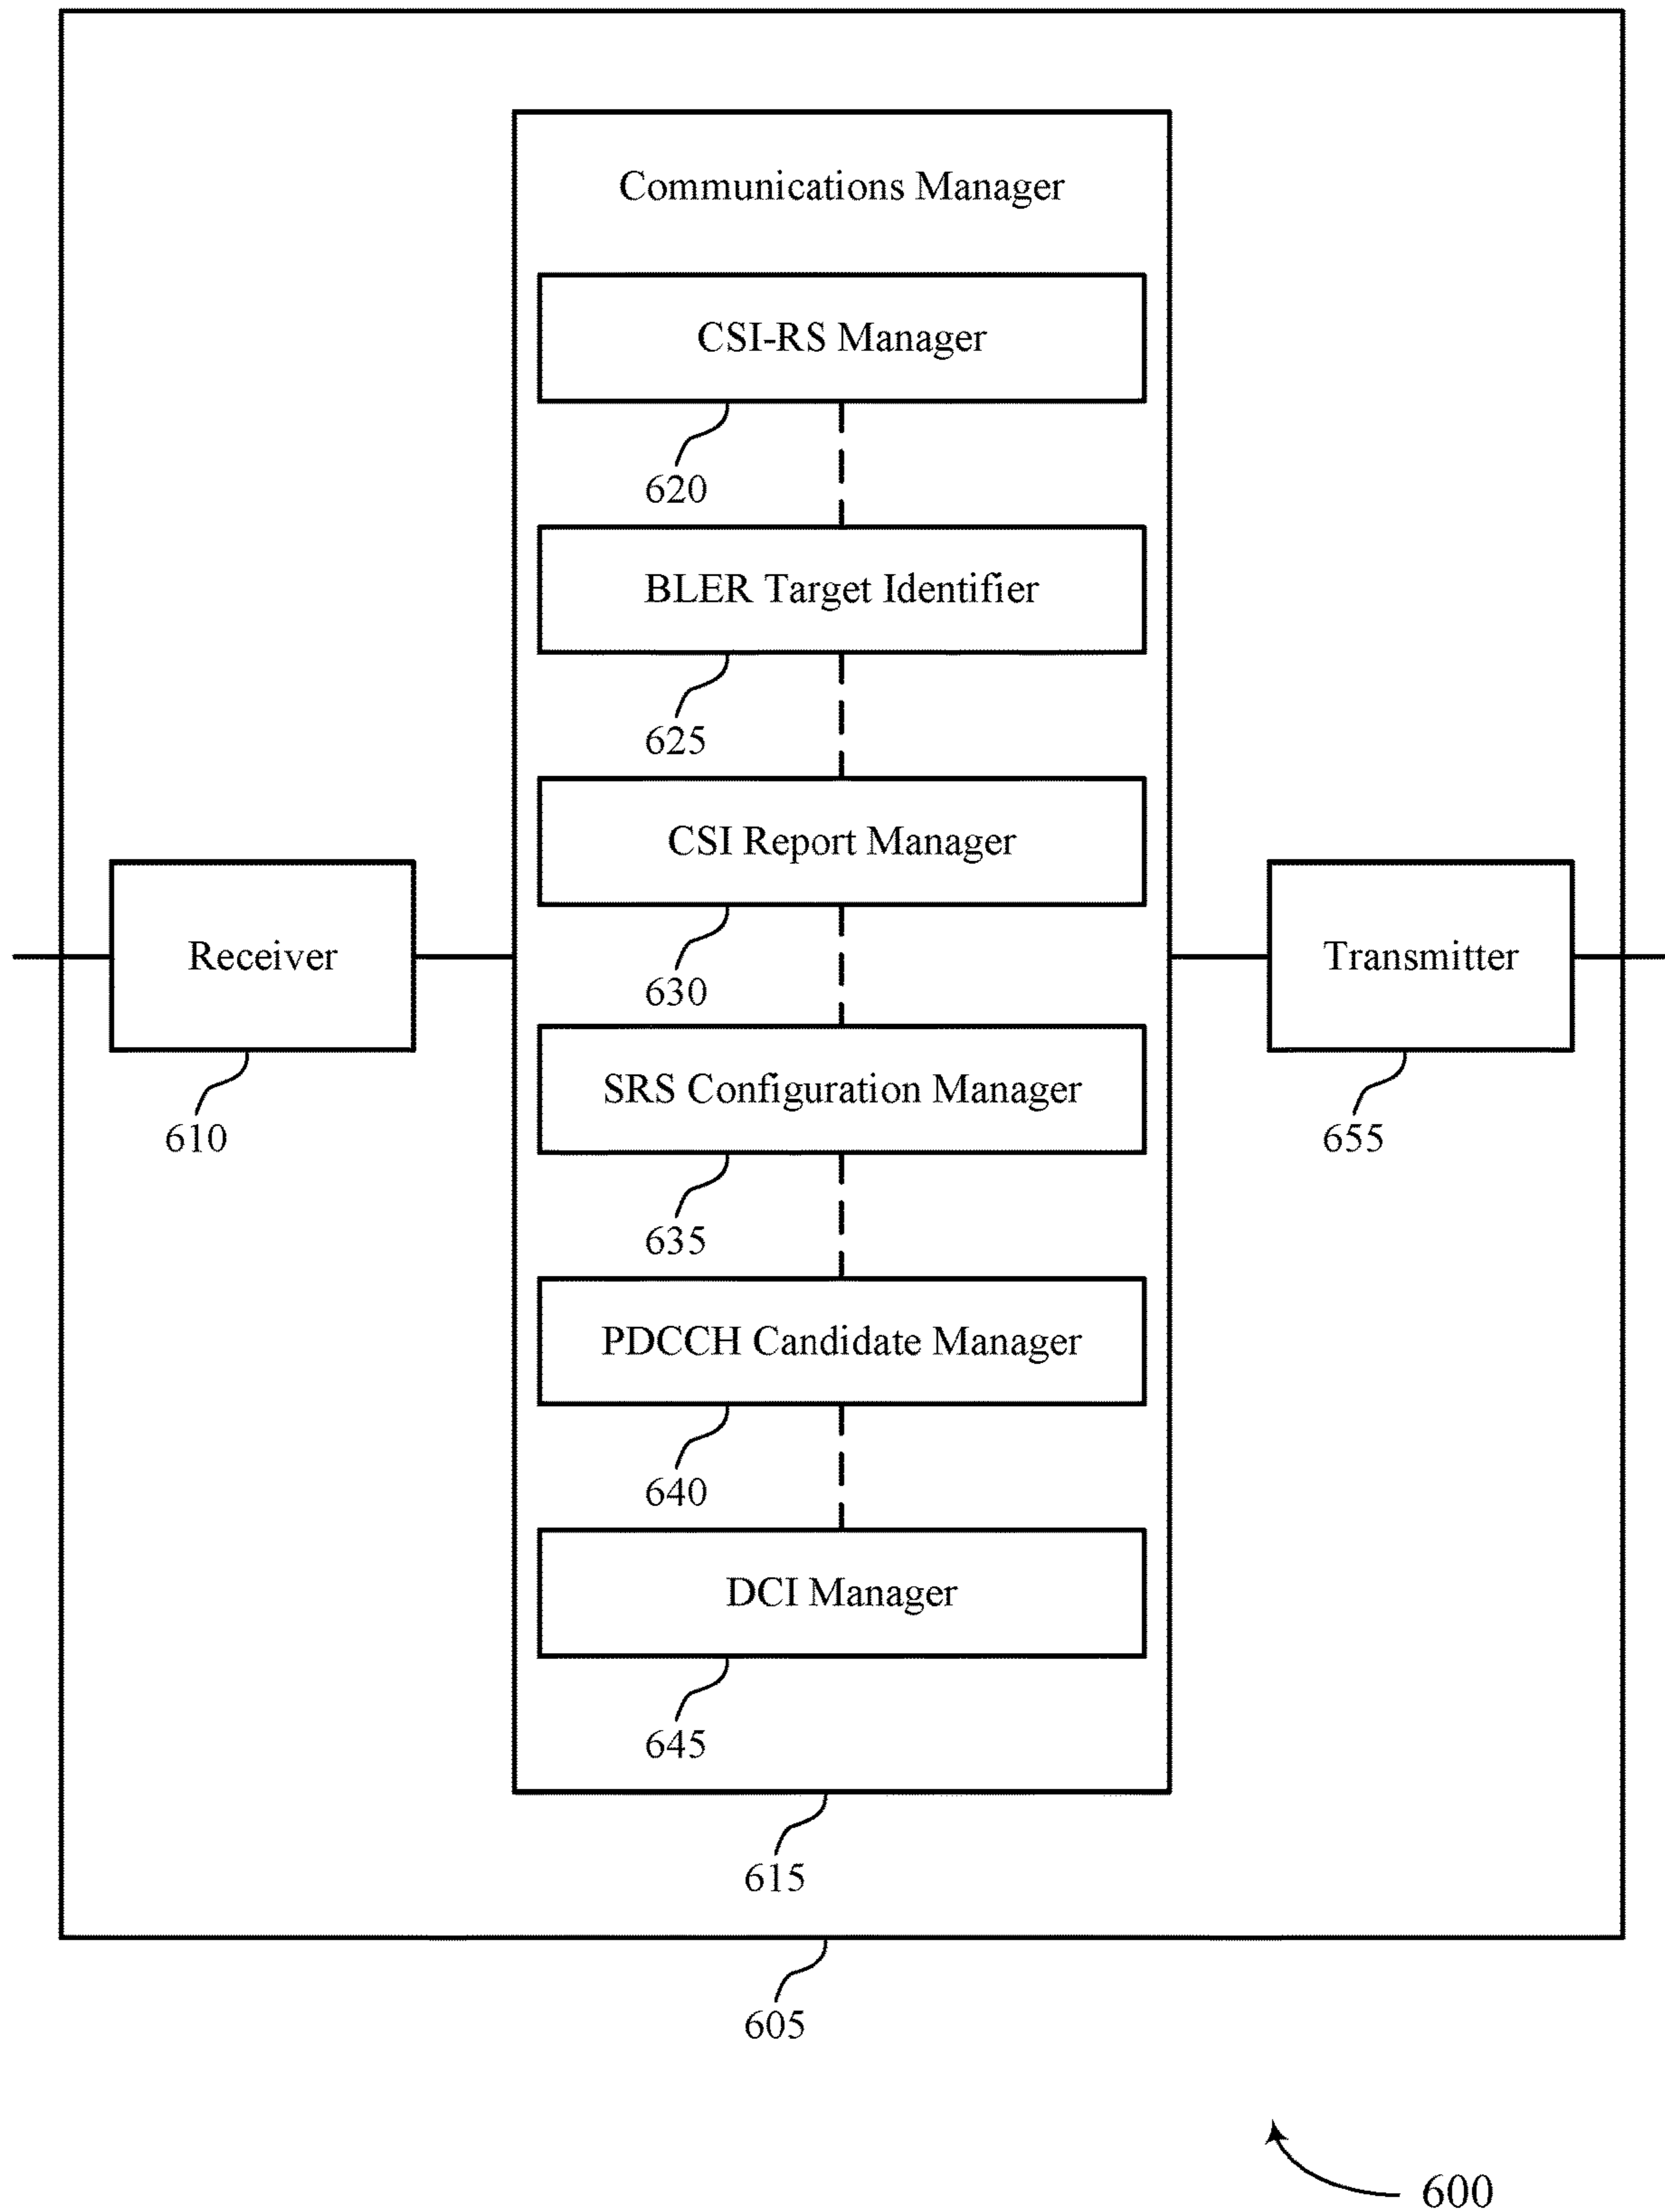 Communications Manager
CSI-RS Manager
620
BLER Target Identifier
625
CSI Report Manager
630
Receiver
610
Transmitter
655
SRS Configuration Manager
635
PDCCH Candidate Manager
640
DCI Manager
645
615
605
600